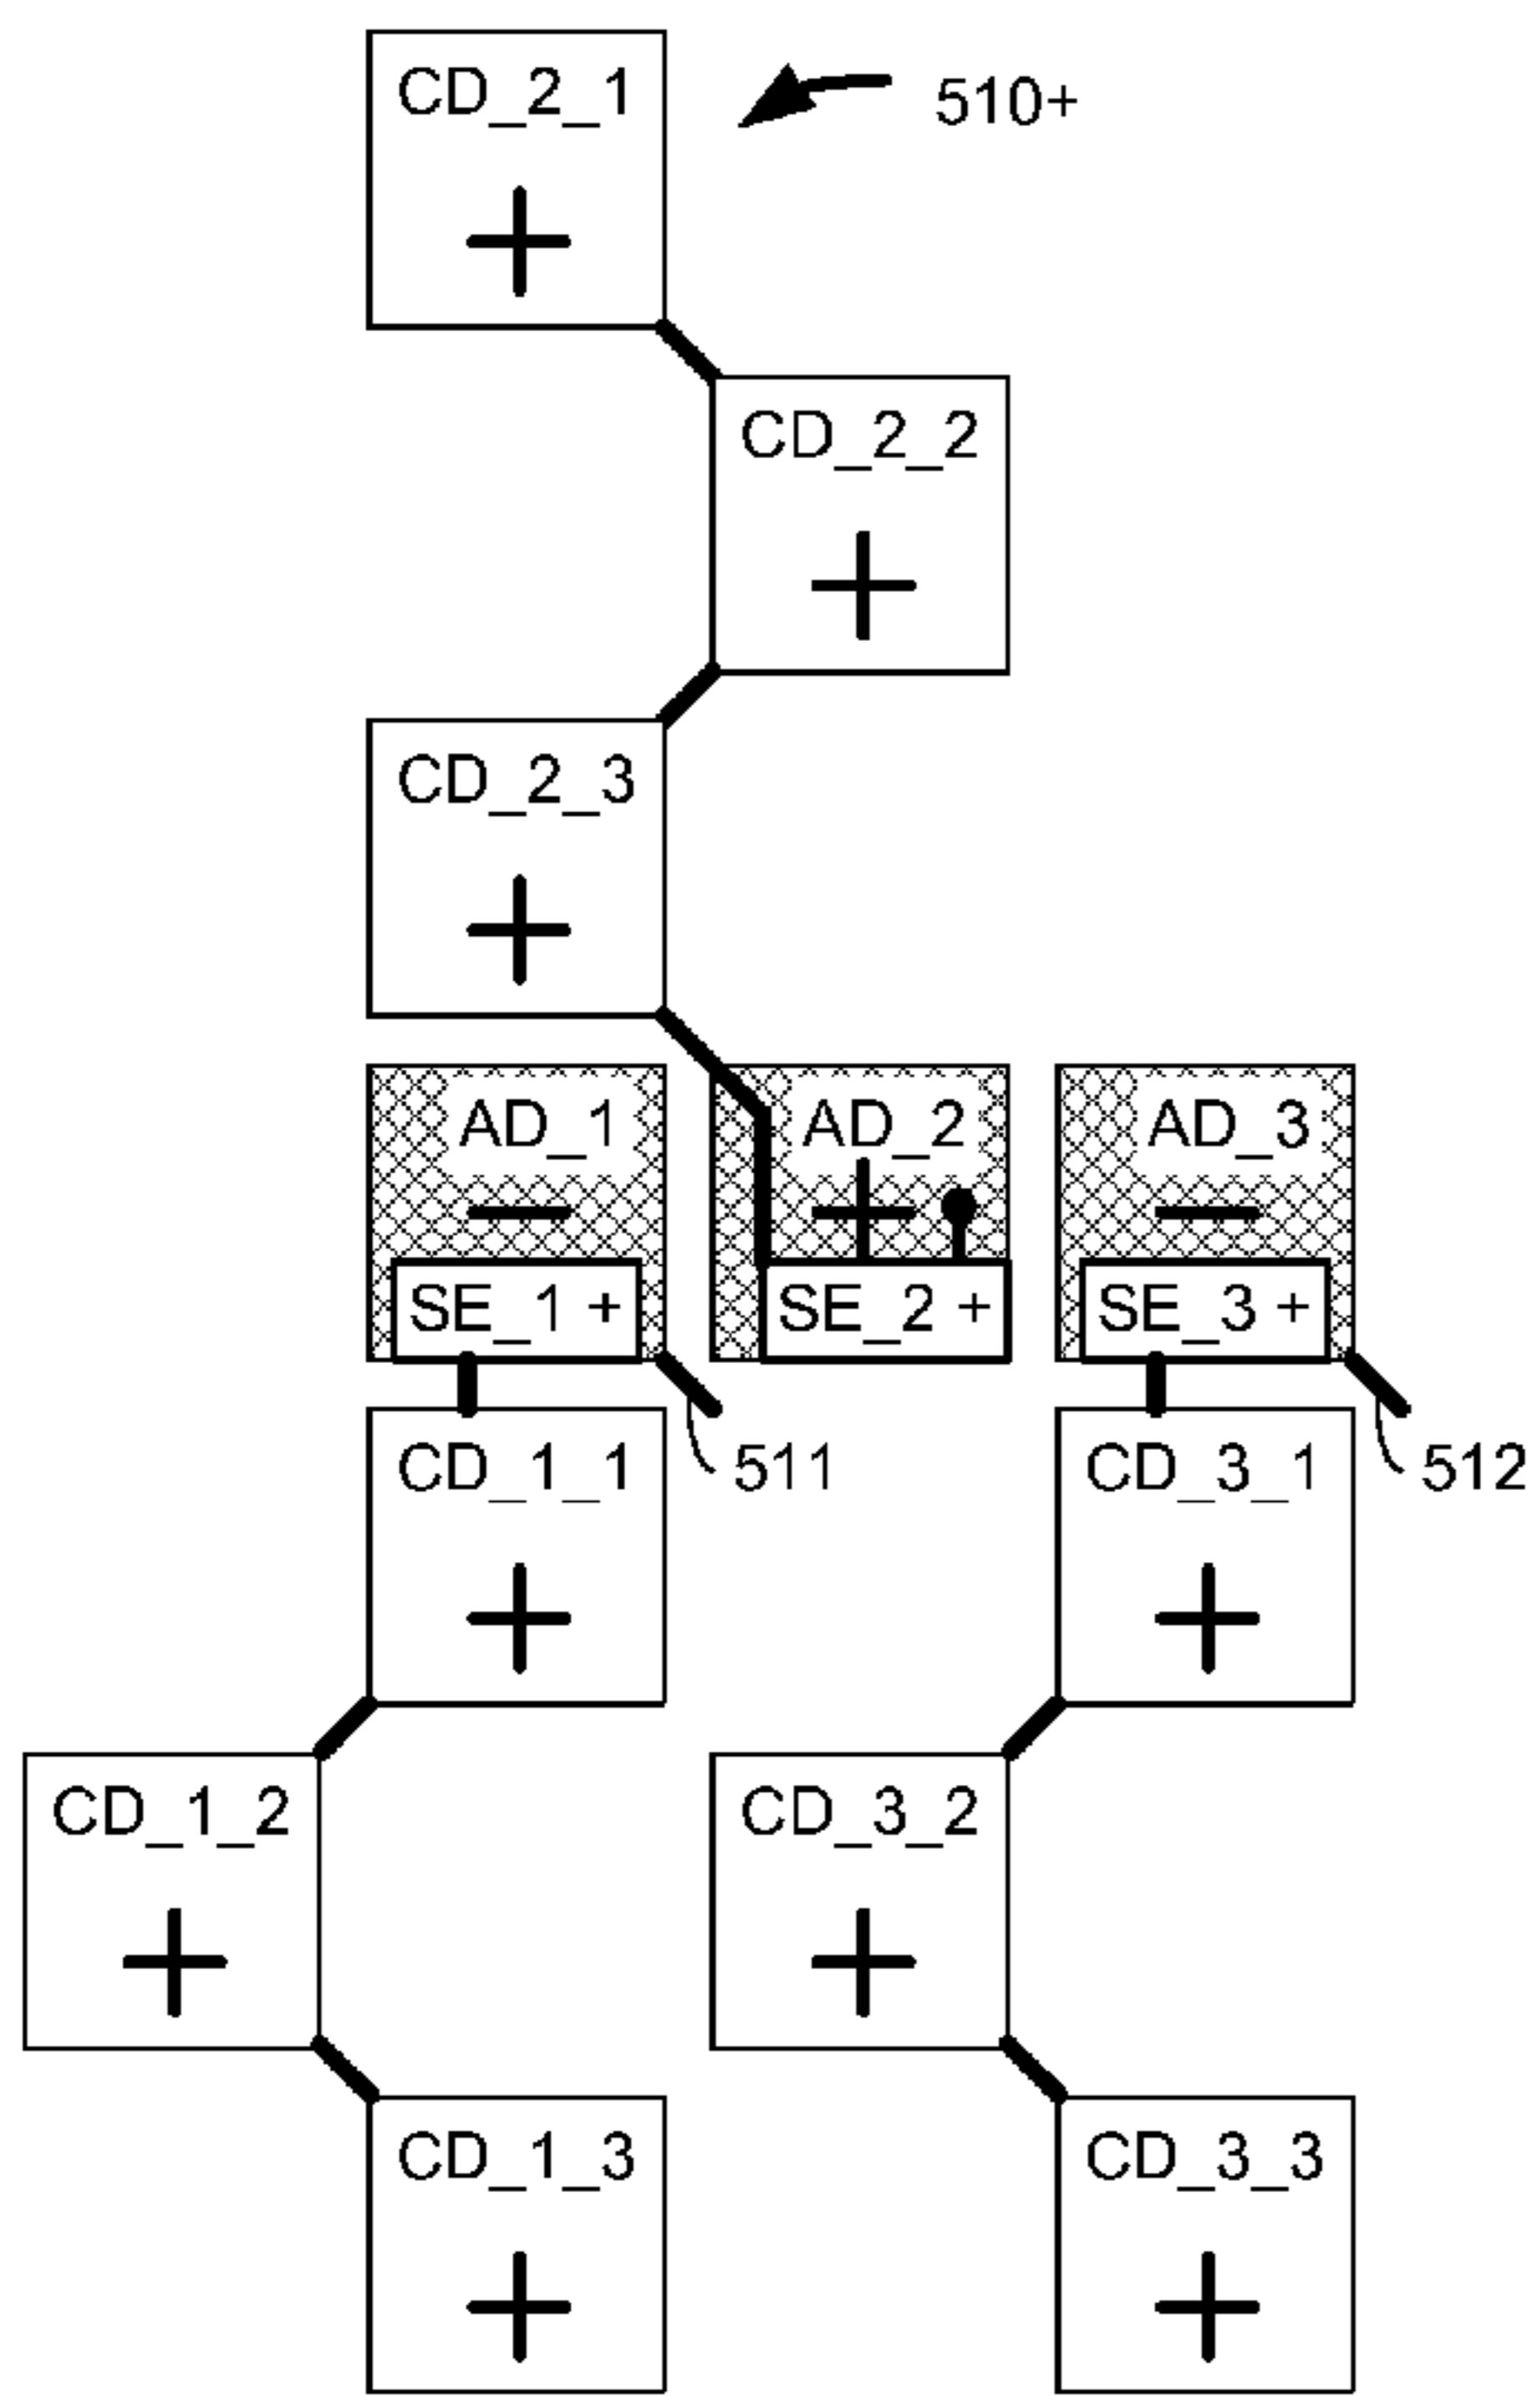 CD_2_1
510+
+
CD_2_2
+
CD_2_3
+
AD_1
AD_2
AD_3
−
+
−
SE_1 +
SE_2 +
SE_3 +
CD_1_1
511
CD_3_1
512
+
+
CD_1_2
CD_3_2
+
+
CD_1_3
CD_3_3
+
+